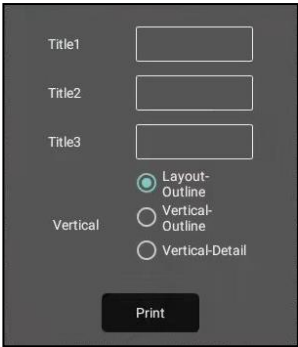 Title1
Title2
Title3
Layout-
Outline
Vertical
Vertical-
Outline
Vertical-Detail
Print